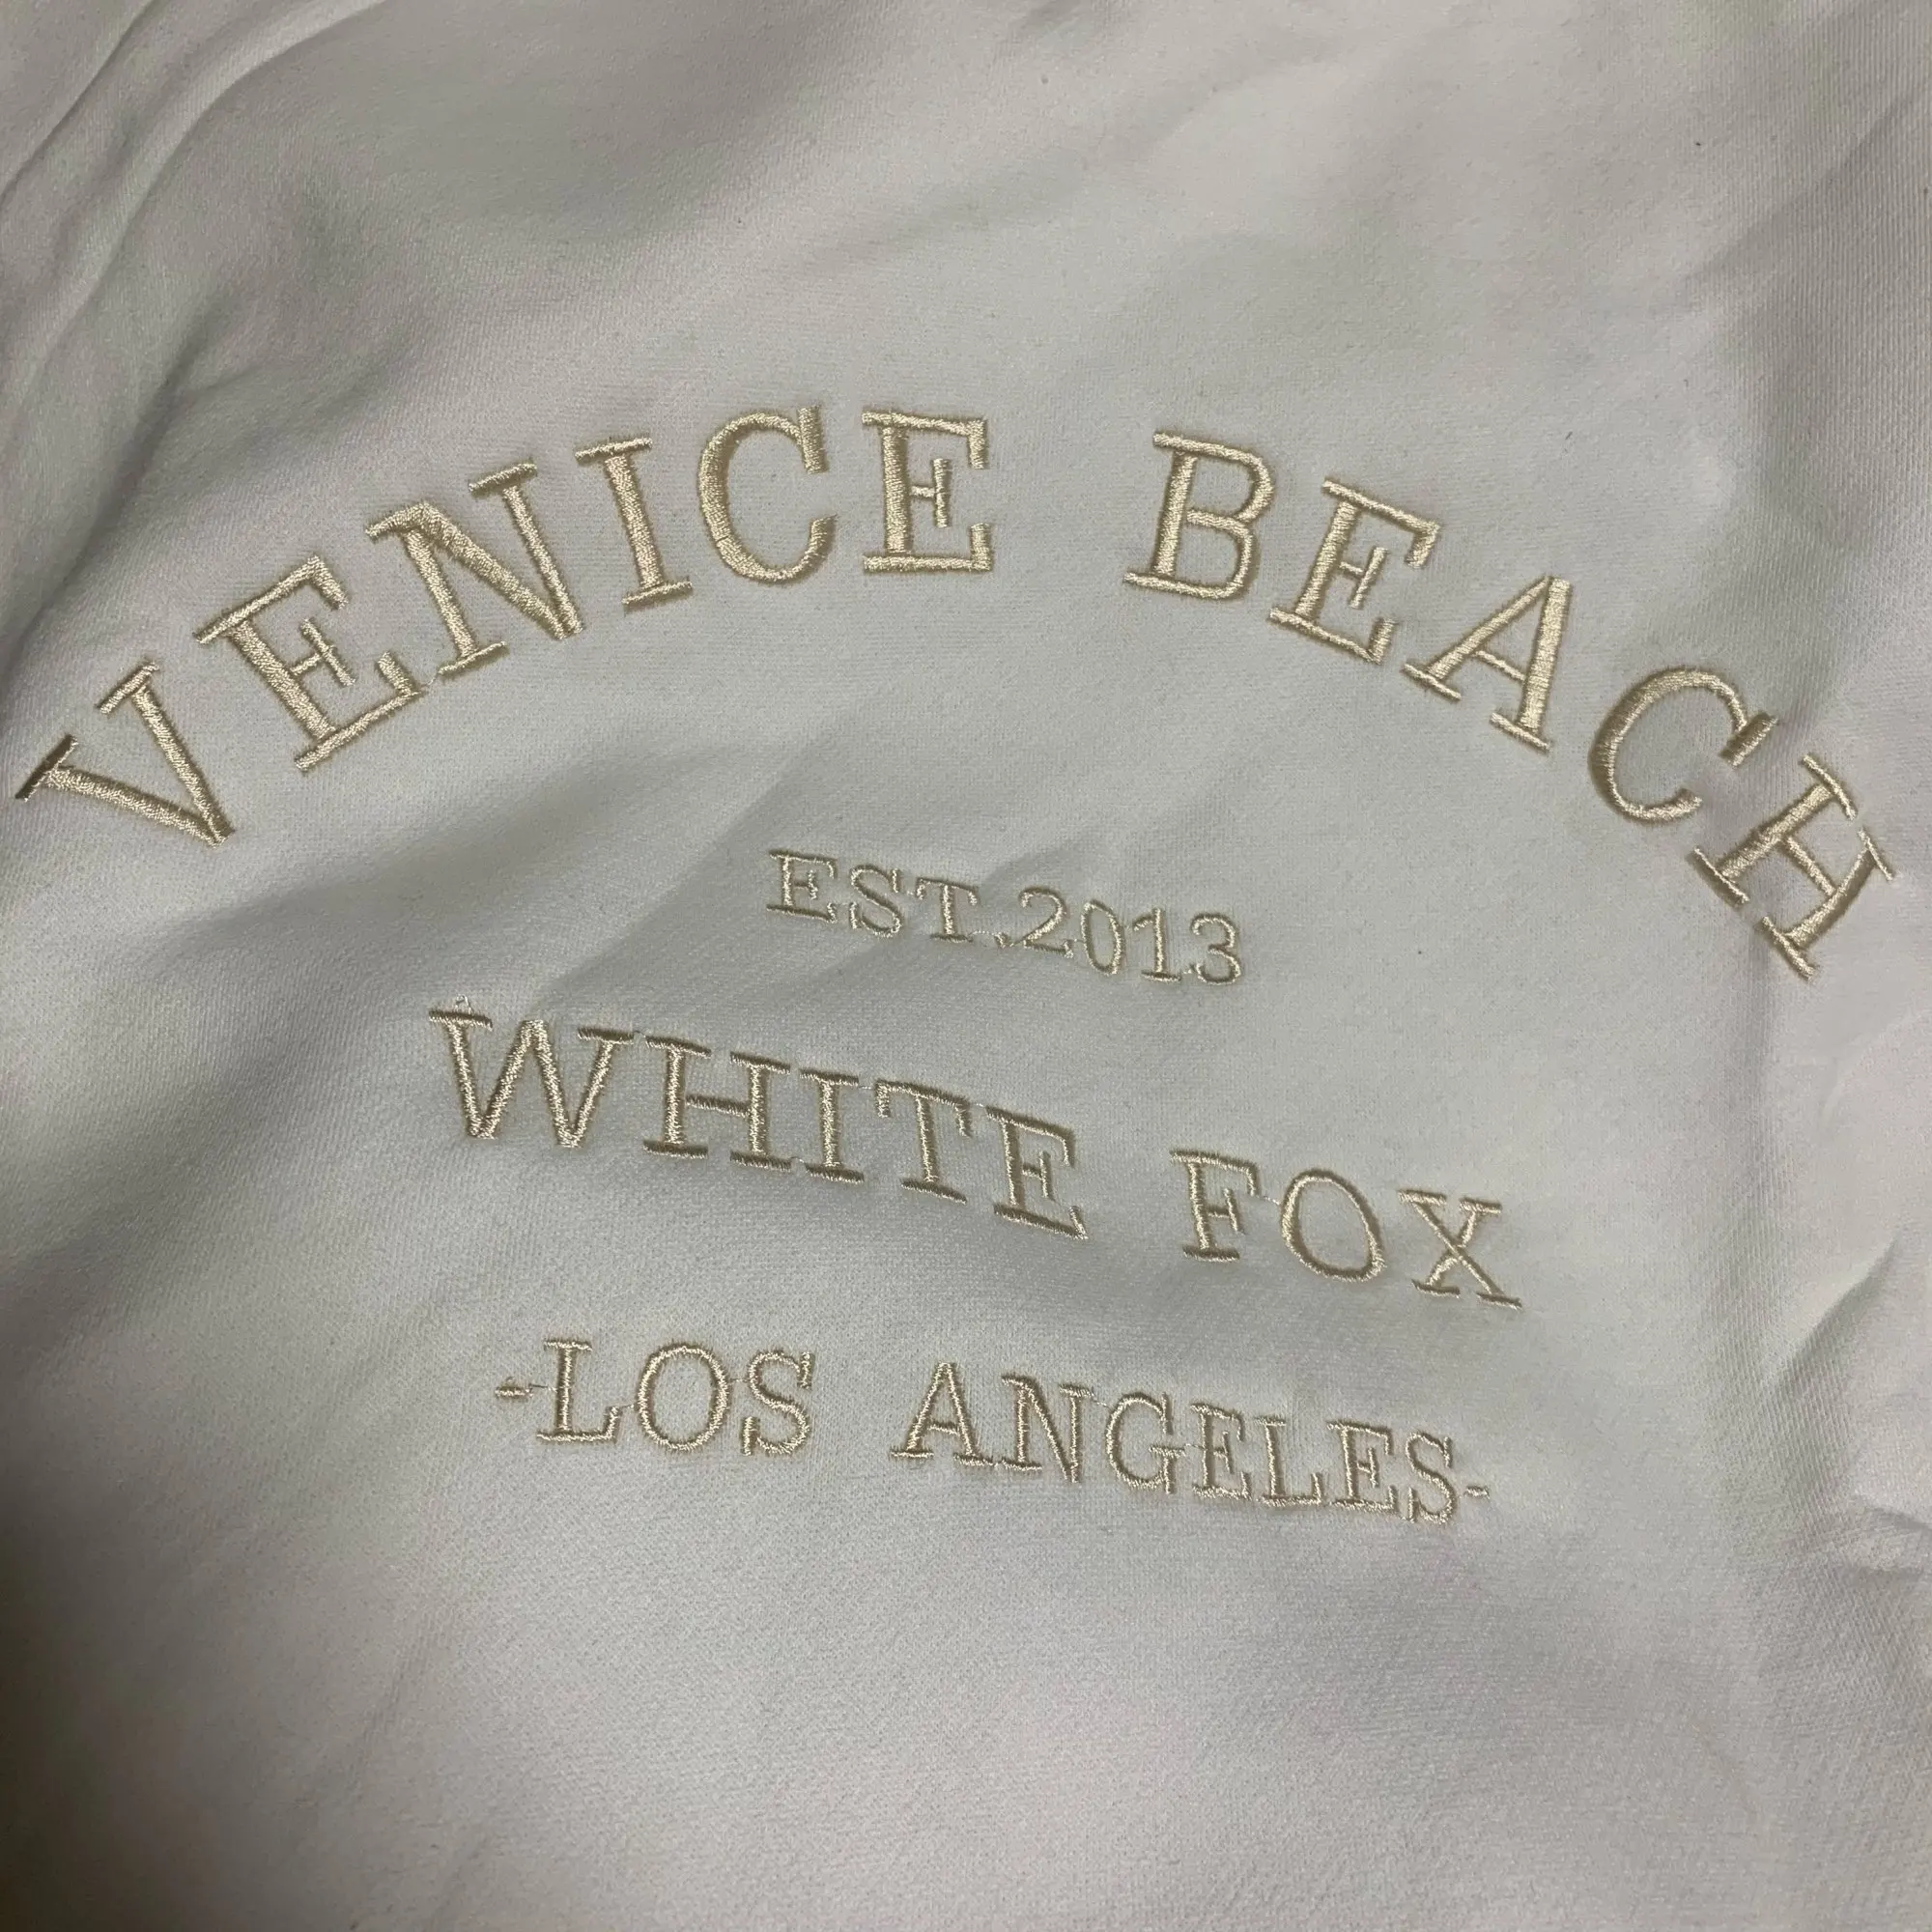 VENICE BEACH
EST.2013
WHITE FOX
-LOS ANGELES-